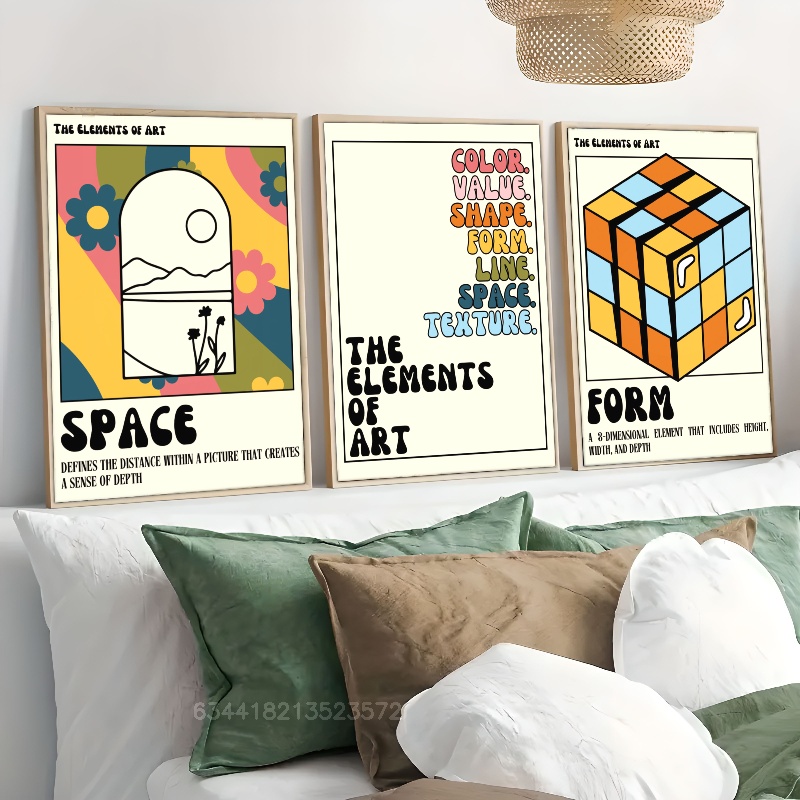 THE ELEMENTS OF ART
SPACE
DEFINES THE DISTANCE WITHIN A PICTURE THAT CREATES
A SENSE OF DEPTH
COLOR.
VALUE.
SHAPE.
FORM.
LINE.
SPACE.
TEXTURE.
THE
ELEMENTS
OF
ART
THE ELEMENTS OF ART
FORM
A 3-DIMENSIONAL ELEMENT THAT INCLUDES HEIGHT,
WIDTH, AND DEPTH
634418213523572